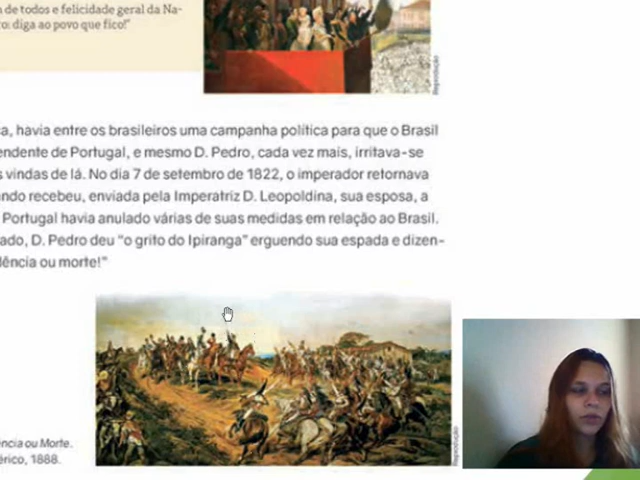 de todos e felicidade geral da Na-
o: diga ao povo que fico!"
Reprodução
a, havia entre os brasileiros uma campanha política para que o Brasil
endente de Portugal, e mesmo D. Pedro, cada vez mais, irritava-se
s vindas de lá. No dia 7 de setembro de 1822, o imperador retornava
ando recebeu, enviada pela Imperatriz D. Leopoldina, sua esposa, a
Portugal havia anulado várias de suas medidas em relação ao Brasil.
ado, D. Pedro deu "o grito do Ipiranga" erguendo sua espada e dizen-
dência ou morte!"
ência ou Morte.
érico, 1888.
Reprodução